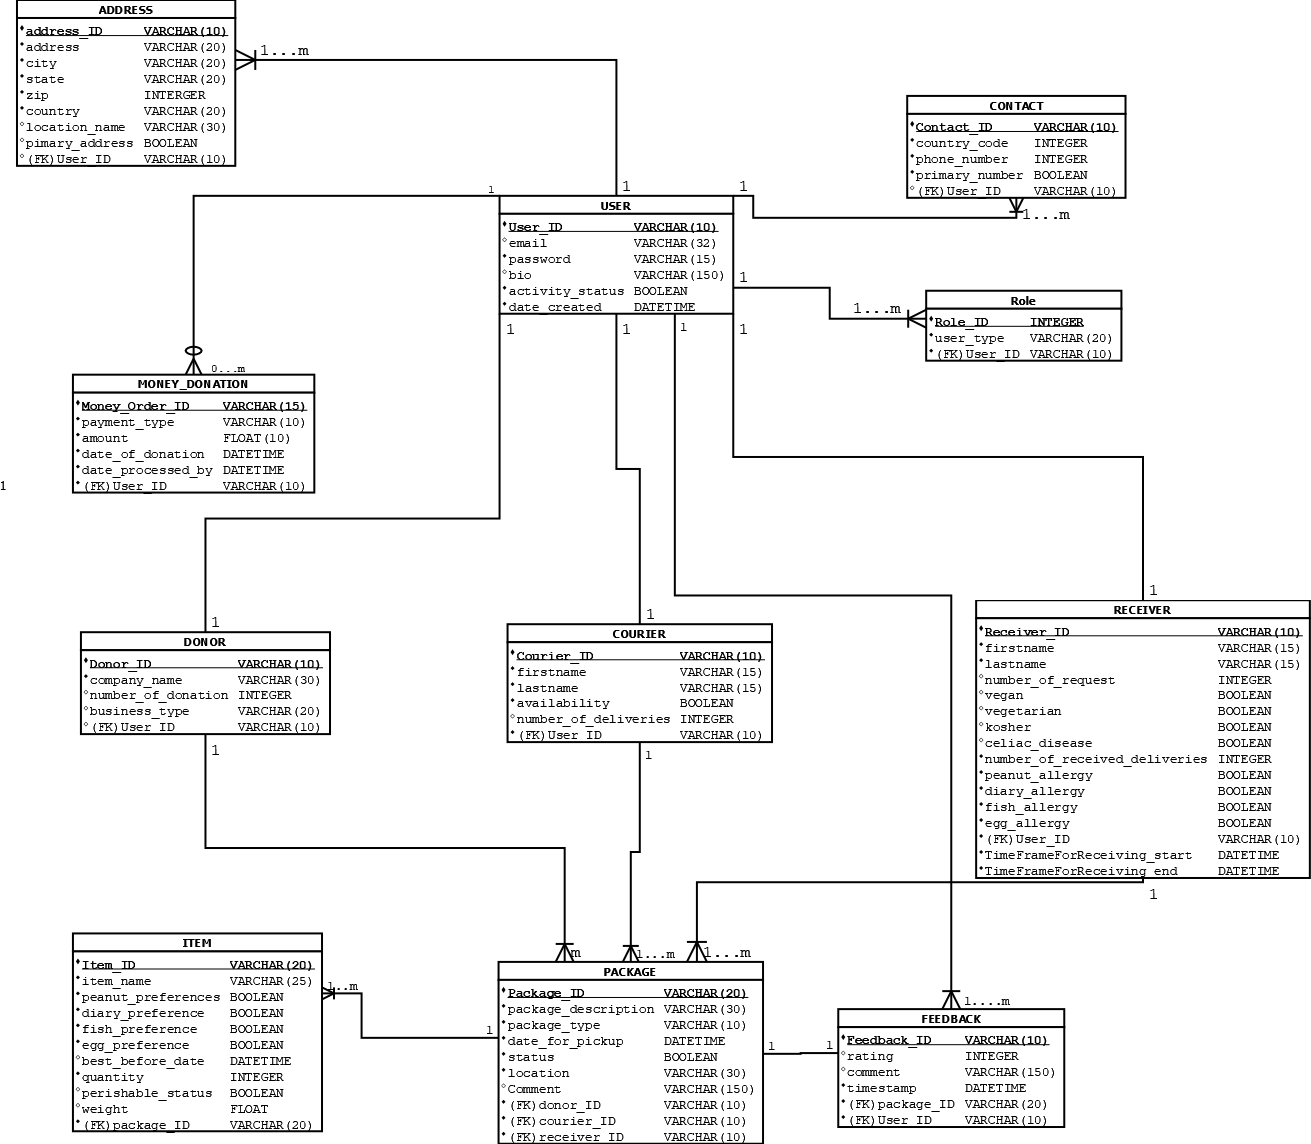 ADDRESS
address_ID VARCHAR(10)
address VARCHAR(20)
city VARCHAR(20)
state VARCHAR(20)
zip INTERGER
country VARCHAR(20)
location_name VARCHAR(30)
pimary_address BOOLEAN
(FK)User_ID VARCHAR(10)
1...m
CONTACT
Contact_ID VARCHAR(10)
country_code INTEGER
phone_number INTEGER
primary_number BOOLEAN
(FK)User_ID VARCHAR(10)
1...m
1
1
1
USER
User_ID VARCHAR(10)
email VARCHAR(32)
password VARCHAR(15)
bio VARCHAR(150)
activity_status BOOLEAN
date_created DATETIME
1
1...m
Role
Role_ID INTEGER
user_type VARCHAR(20)
(FK)User_ID VARCHAR(10)
1
1
1
1
0...m
MONEY_DONATION
Money_Order_ID VARCHAR(15)
payment_type VARCHAR(10)
amount FLOAT(10)
date_of_donation DATETIME
date_processed_by DATETIME
(FK)User_ID VARCHAR(10)
1
1
DONOR
Donor_ID VARCHAR(10)
company_name VARCHAR(30)
number_of_donation INTEGER
business_type VARCHAR(20)
(FK)User_ID VARCHAR(10)
1
1
COURIER
Courier_ID VARCHAR(10)
firstname VARCHAR(15)
lastname VARCHAR(15)
availability BOOLEAN
number_of_deliveries INTEGER
(FK)User_ID VARCHAR(10)
1
1
RECEIVER
Receiver_ID VARCHAR(10)
firstname VARCHAR(15)
lastname VARCHAR(15)
number_of_request INTEGER
vegan BOOLEAN
vegetarian BOOLEAN
kosher BOOLEAN
celiac_disease BOOLEAN
number_of_received_deliveries INTEGER
peanut_allergy BOOLEAN
diary_allergy BOOLEAN
fish_allergy BOOLEAN
egg_allergy BOOLEAN
(FK)User_ID VARCHAR(10)
TimeFrameForReceiving_start DATETIME
TimeFrameForReceiving_end DATETIME
1
ITEM
Item_ID VARCHAR(20)
item_name VARCHAR(25)
peanut_preferences BOOLEAN
diary_preference BOOLEAN
fish_preference BOOLEAN
egg_preference BOOLEAN
best_before_date DATETIME
quantity INTEGER
perishable_status BOOLEAN
weight FLOAT
(FK)package_ID VARCHAR(20)
1..m
1
m
1...m
1...m
PACKAGE
Package_ID VARCHAR(20)
package_description VARCHAR(30)
package_type VARCHAR(10)
date_for_pickup DATETIME
status BOOLEAN
location VARCHAR(30)
Comment VARCHAR(150)
(FK)donor_ID VARCHAR(10)
(FK)courier_ID VARCHAR(10)
(FK)receiver_ID VARCHAR(10)
1
1
1....m
FEEDBACK
Feedback_ID VARCHAR(10)
rating INTEGER
comment VARCHAR(150)
timestamp DATETIME
(FK)package_ID VARCHAR(20)
(FK)User_ID VARCHAR(10)